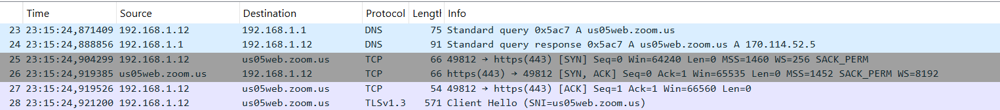 Time Source Destination Protocol Length Info
23 23:15:24,871409 192.168.1.12 192.168.1.1 DNS 75 Standard query 0x5ac7 A us05web.zoom.us
24 23:15:24,888856 192.168.1.1 192.168.1.12 DNS 91 Standard query response 0x5ac7 A us05web.zoom.us A 170.114.52.5
25 23:15:24,904299 192.168.1.12 us05web.zoom.us TCP 66 49812 → https(443) [SYN] Seq=0 Win=64240 Len=0 MSS=1460 WS=256 SACK_PERM
26 23:15:24,919385 us05web.zoom.us 192.168.1.12 TCP 66 https(443) → 49812 [SYN, ACK] Seq=0 Ack=1 Win=65535 Len=0 MSS=1452 SACK_PERM WS=8192
27 23:15:24,919526 192.168.1.12 us05web.zoom.us TCP 54 49812 → https(443) [ACK] Seq=1 Ack=1 Win=66560 Len=0
28 23:15:24,921200 192.168.1.12 us05web.zoom.us TLSv1.3 571 Client Hello (SNI=us05web.zoom.us)